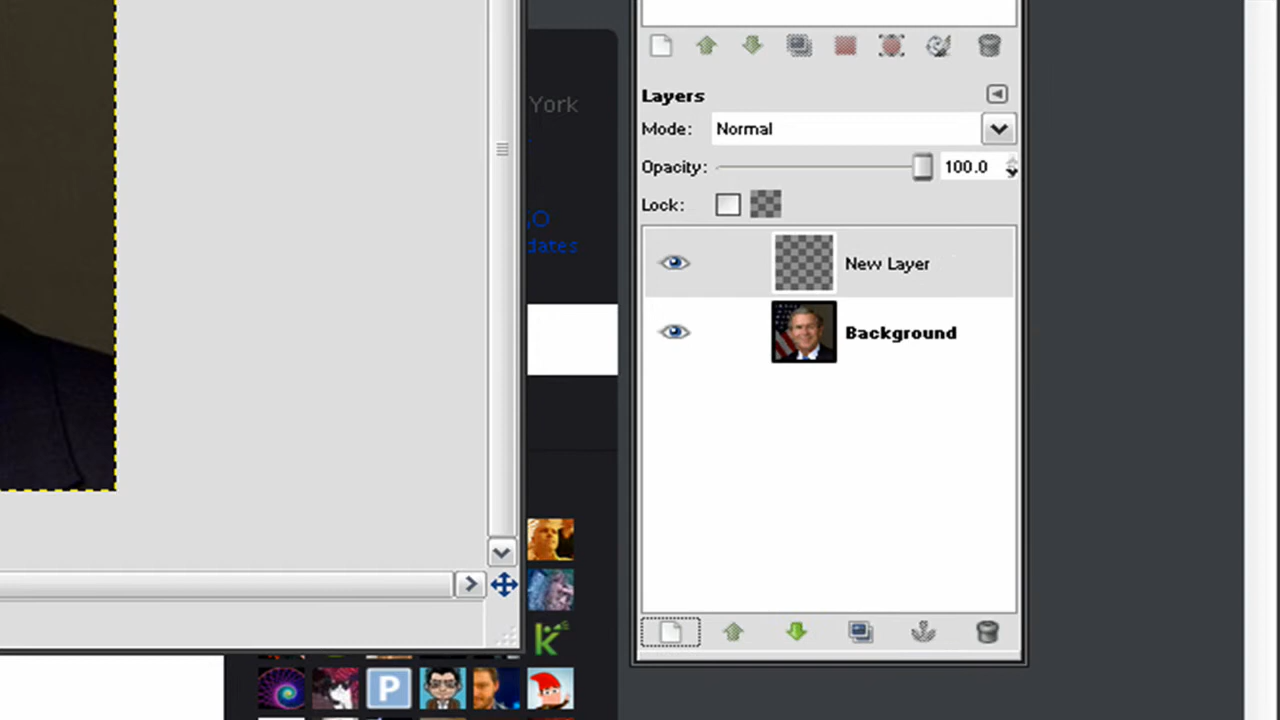 York
Layers
Mode: Normal
Opacity: 100.0
Lock:
dates
New Layer
Background
k
P